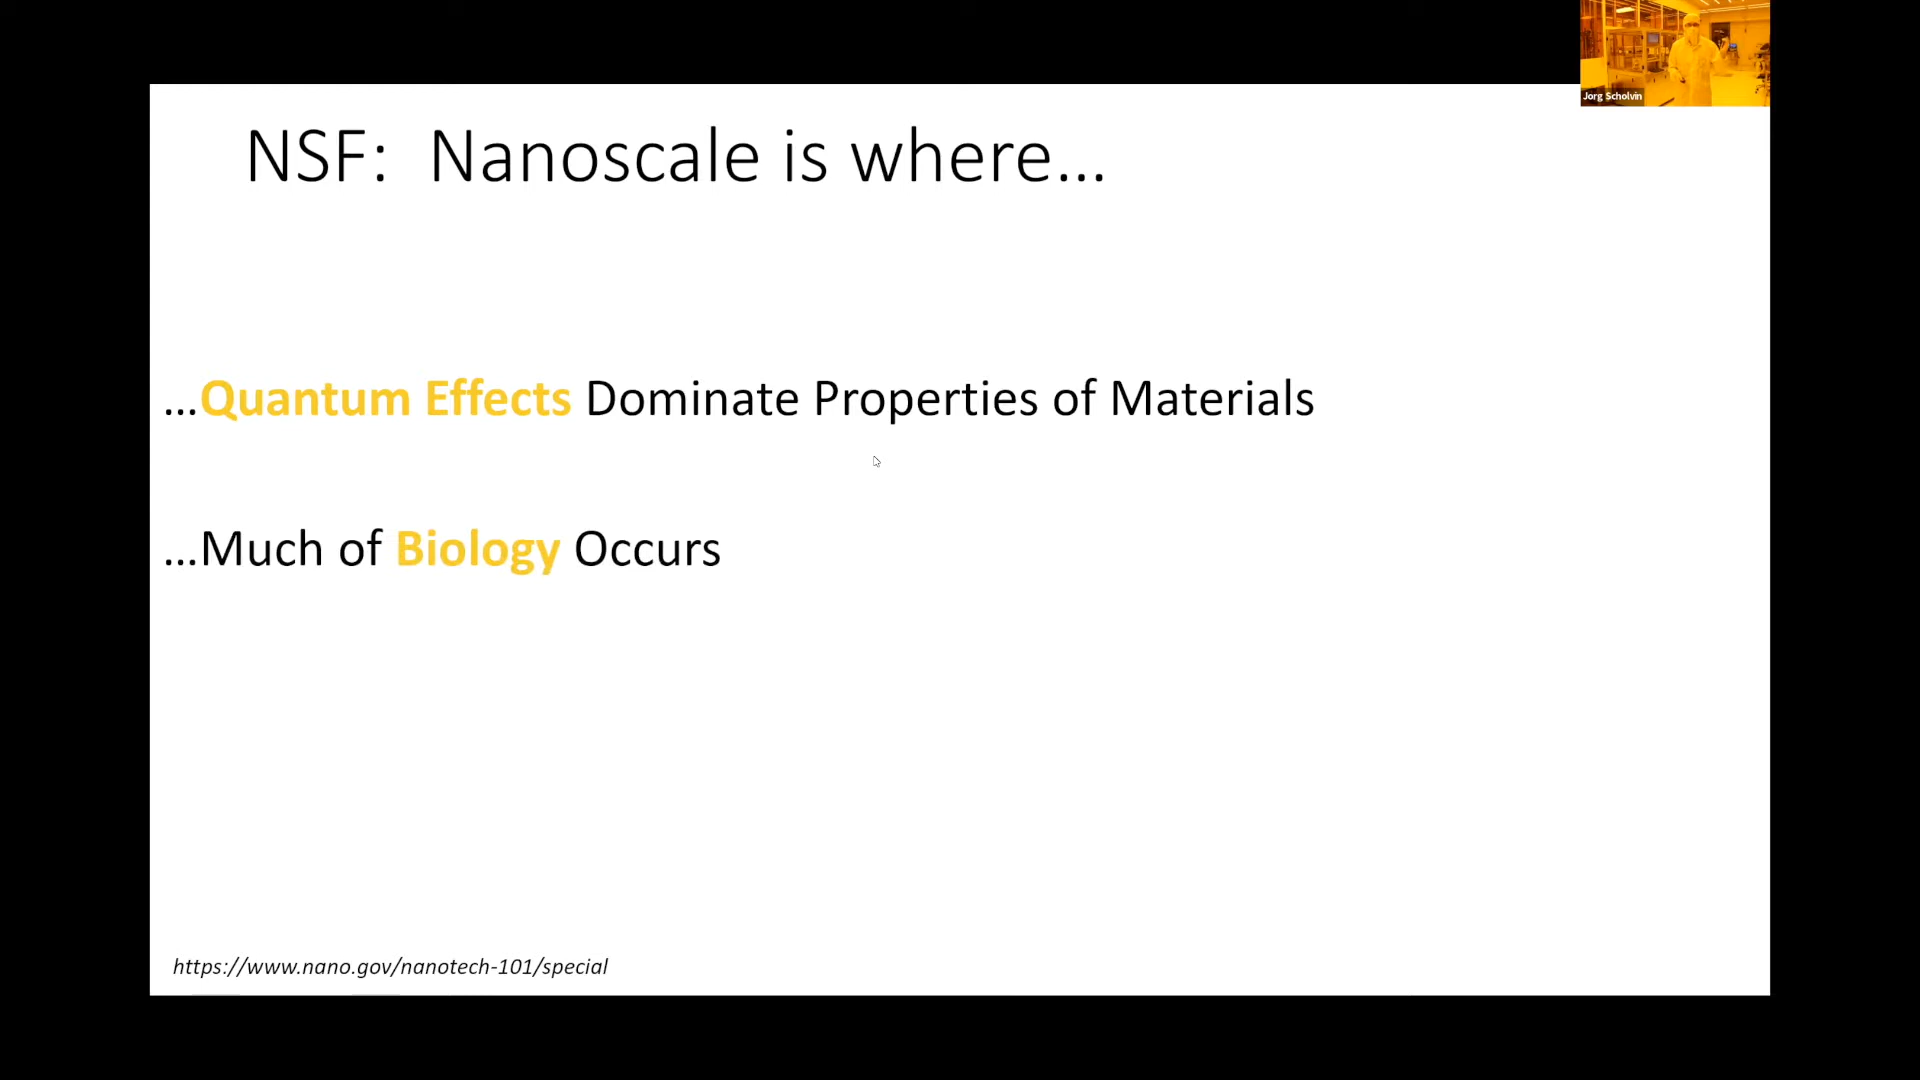 Jorg Scholvin
NSF: Nanoscale is where...
...Quantum Effects Dominate Properties of Materials
...Much of Biology Occurs
https://www.nano.gov/nanotech-101/special